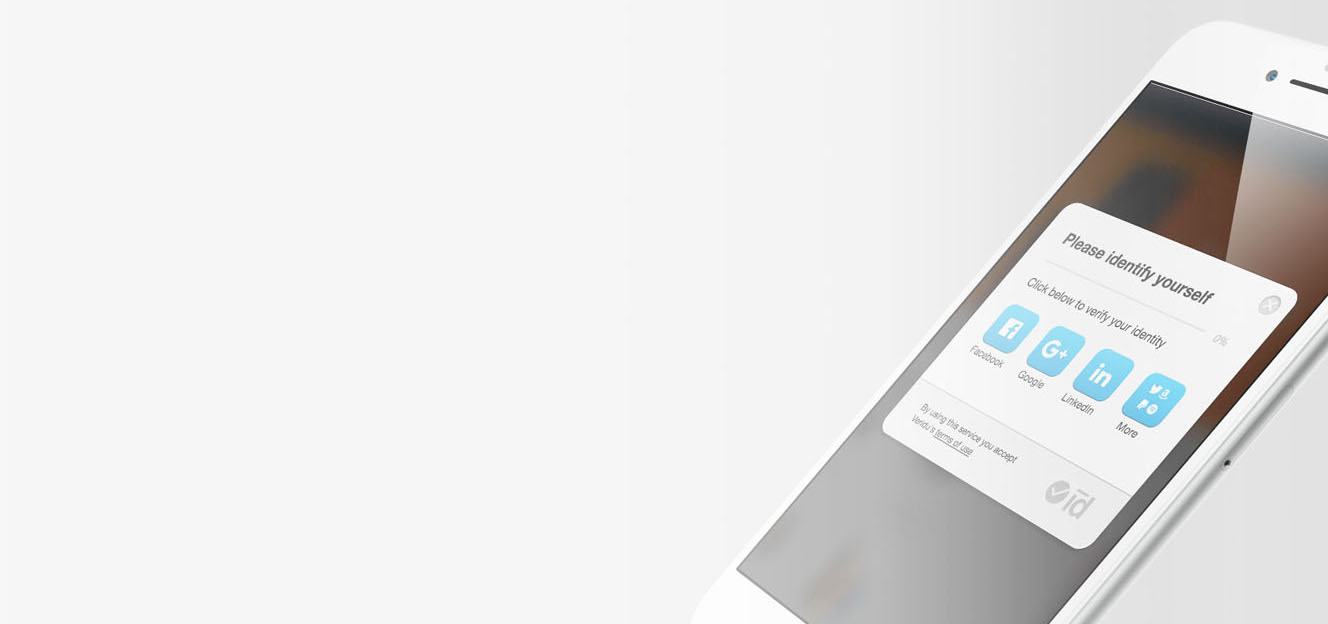 Please identify yourself
0%
Click below to verify your identity
Facebook
Google
LinkedIn
More
By using this service you accept
Veridu's terms of use
id